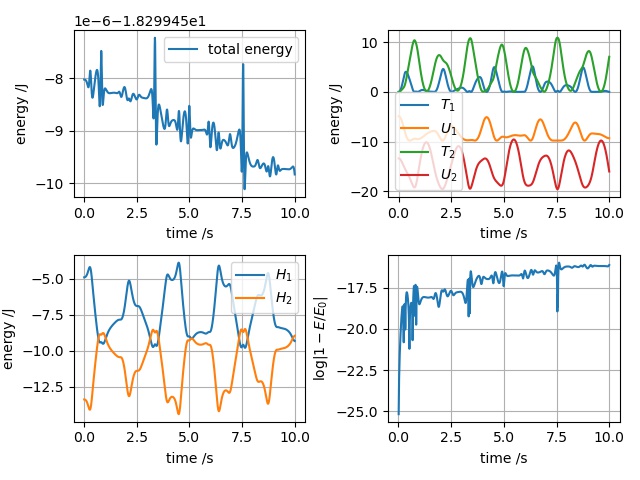 1e−6−1.829945e1
total energy
−8
−9
−10
energy /J
0.0 2.5 5.0 7.5 10.0
time /s
10
0
−10
−20
energy /J
T₁
U₁
T₂
U₂
0.0 2.5 5.0 7.5 10.0
time /s
−5.0
−7.5
−10.0
−12.5
energy /J
H₁
H₂
0.0 2.5 5.0 7.5 10.0
time /s
−17.5
−20.0
−22.5
−25.0
log|1 − E/E₀|
0.0 2.5 5.0 7.5 10.0
time /s